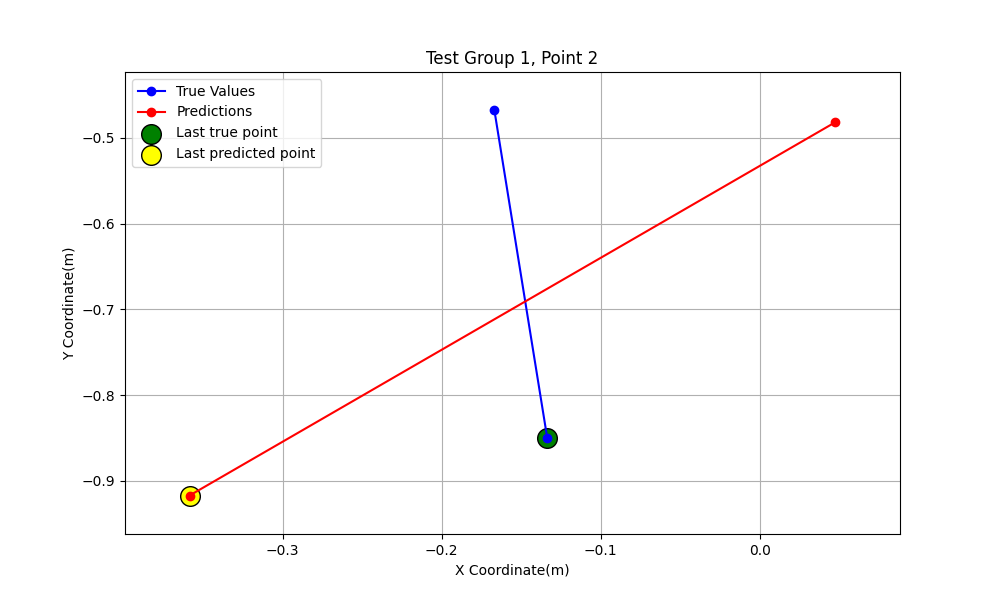 Test Group 1, Point 2
True Values
Predictions
Last true point
Last predicted point
−0.5
−0.6
−0.7
−0.8
−0.9
Y Coordinate(m)
−0.3
−0.2
−0.1
0.0
X Coordinate(m)